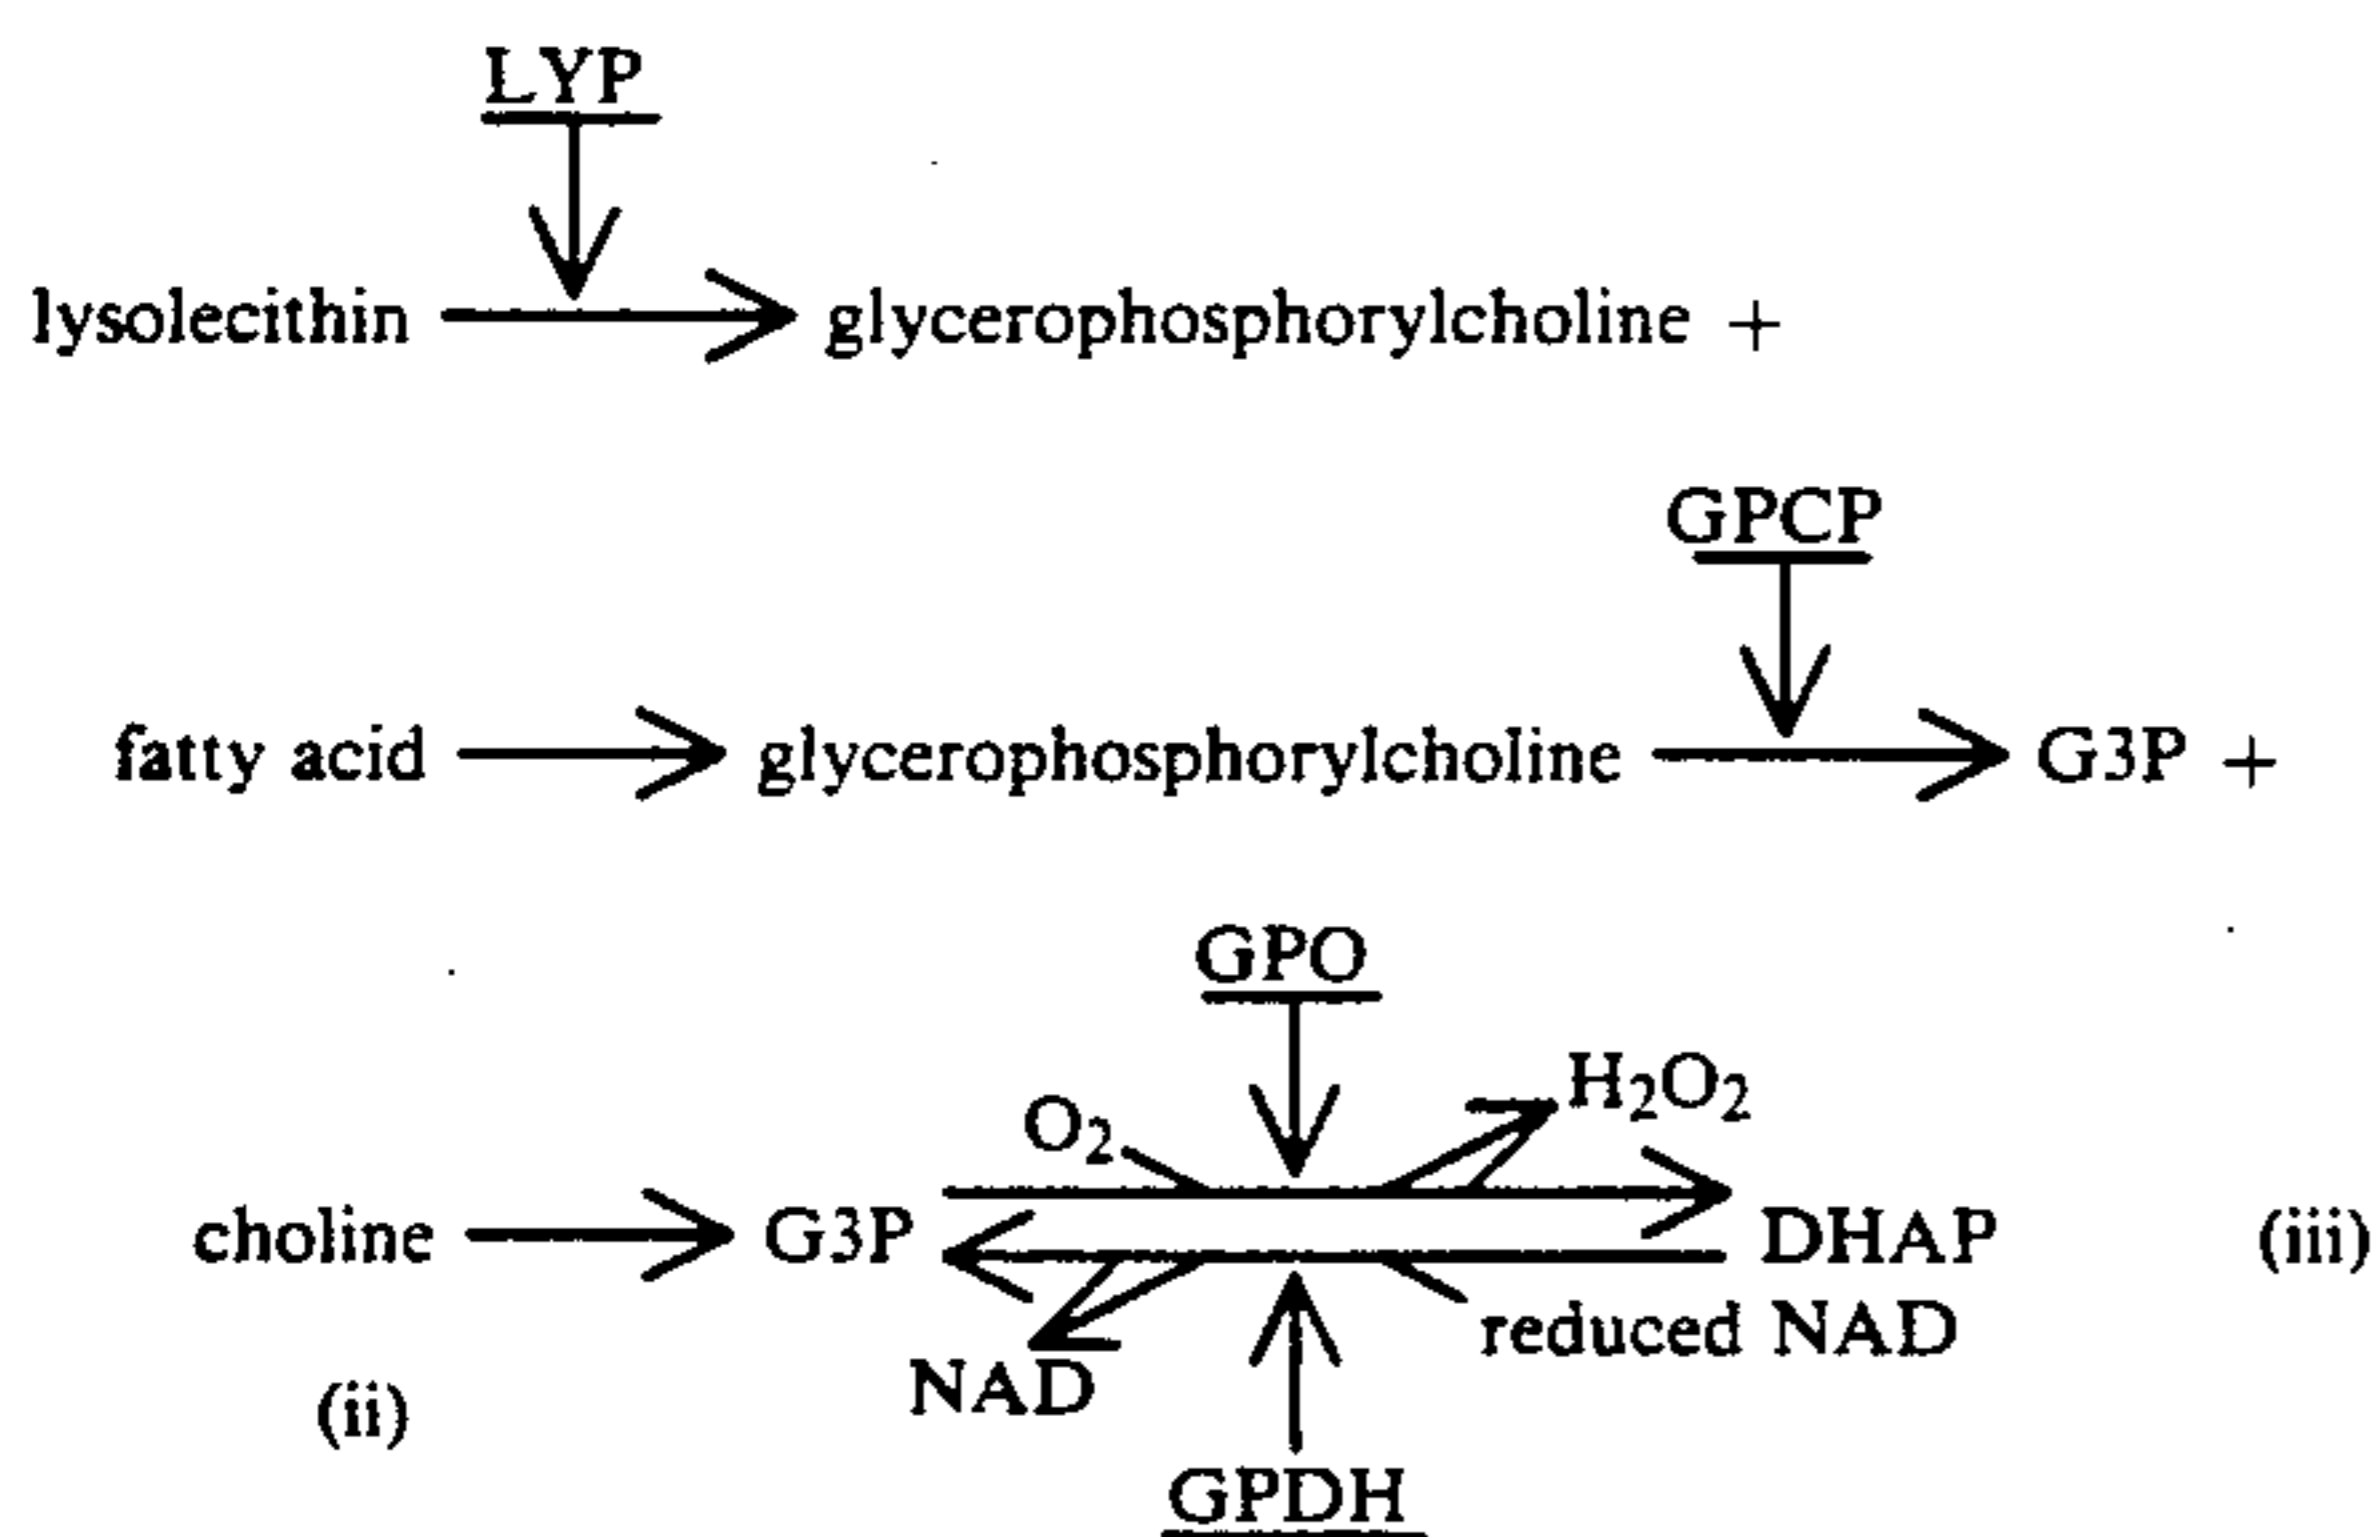 LYP
lysolecithin glycerophosphorylcholine +
GPCP
fatty acid glycerophosphorylcholine G3P +
GPO
O2 H2O2
choline G3P DHAP (iii)
reduced NAD
NAD
(ii)
GPDH